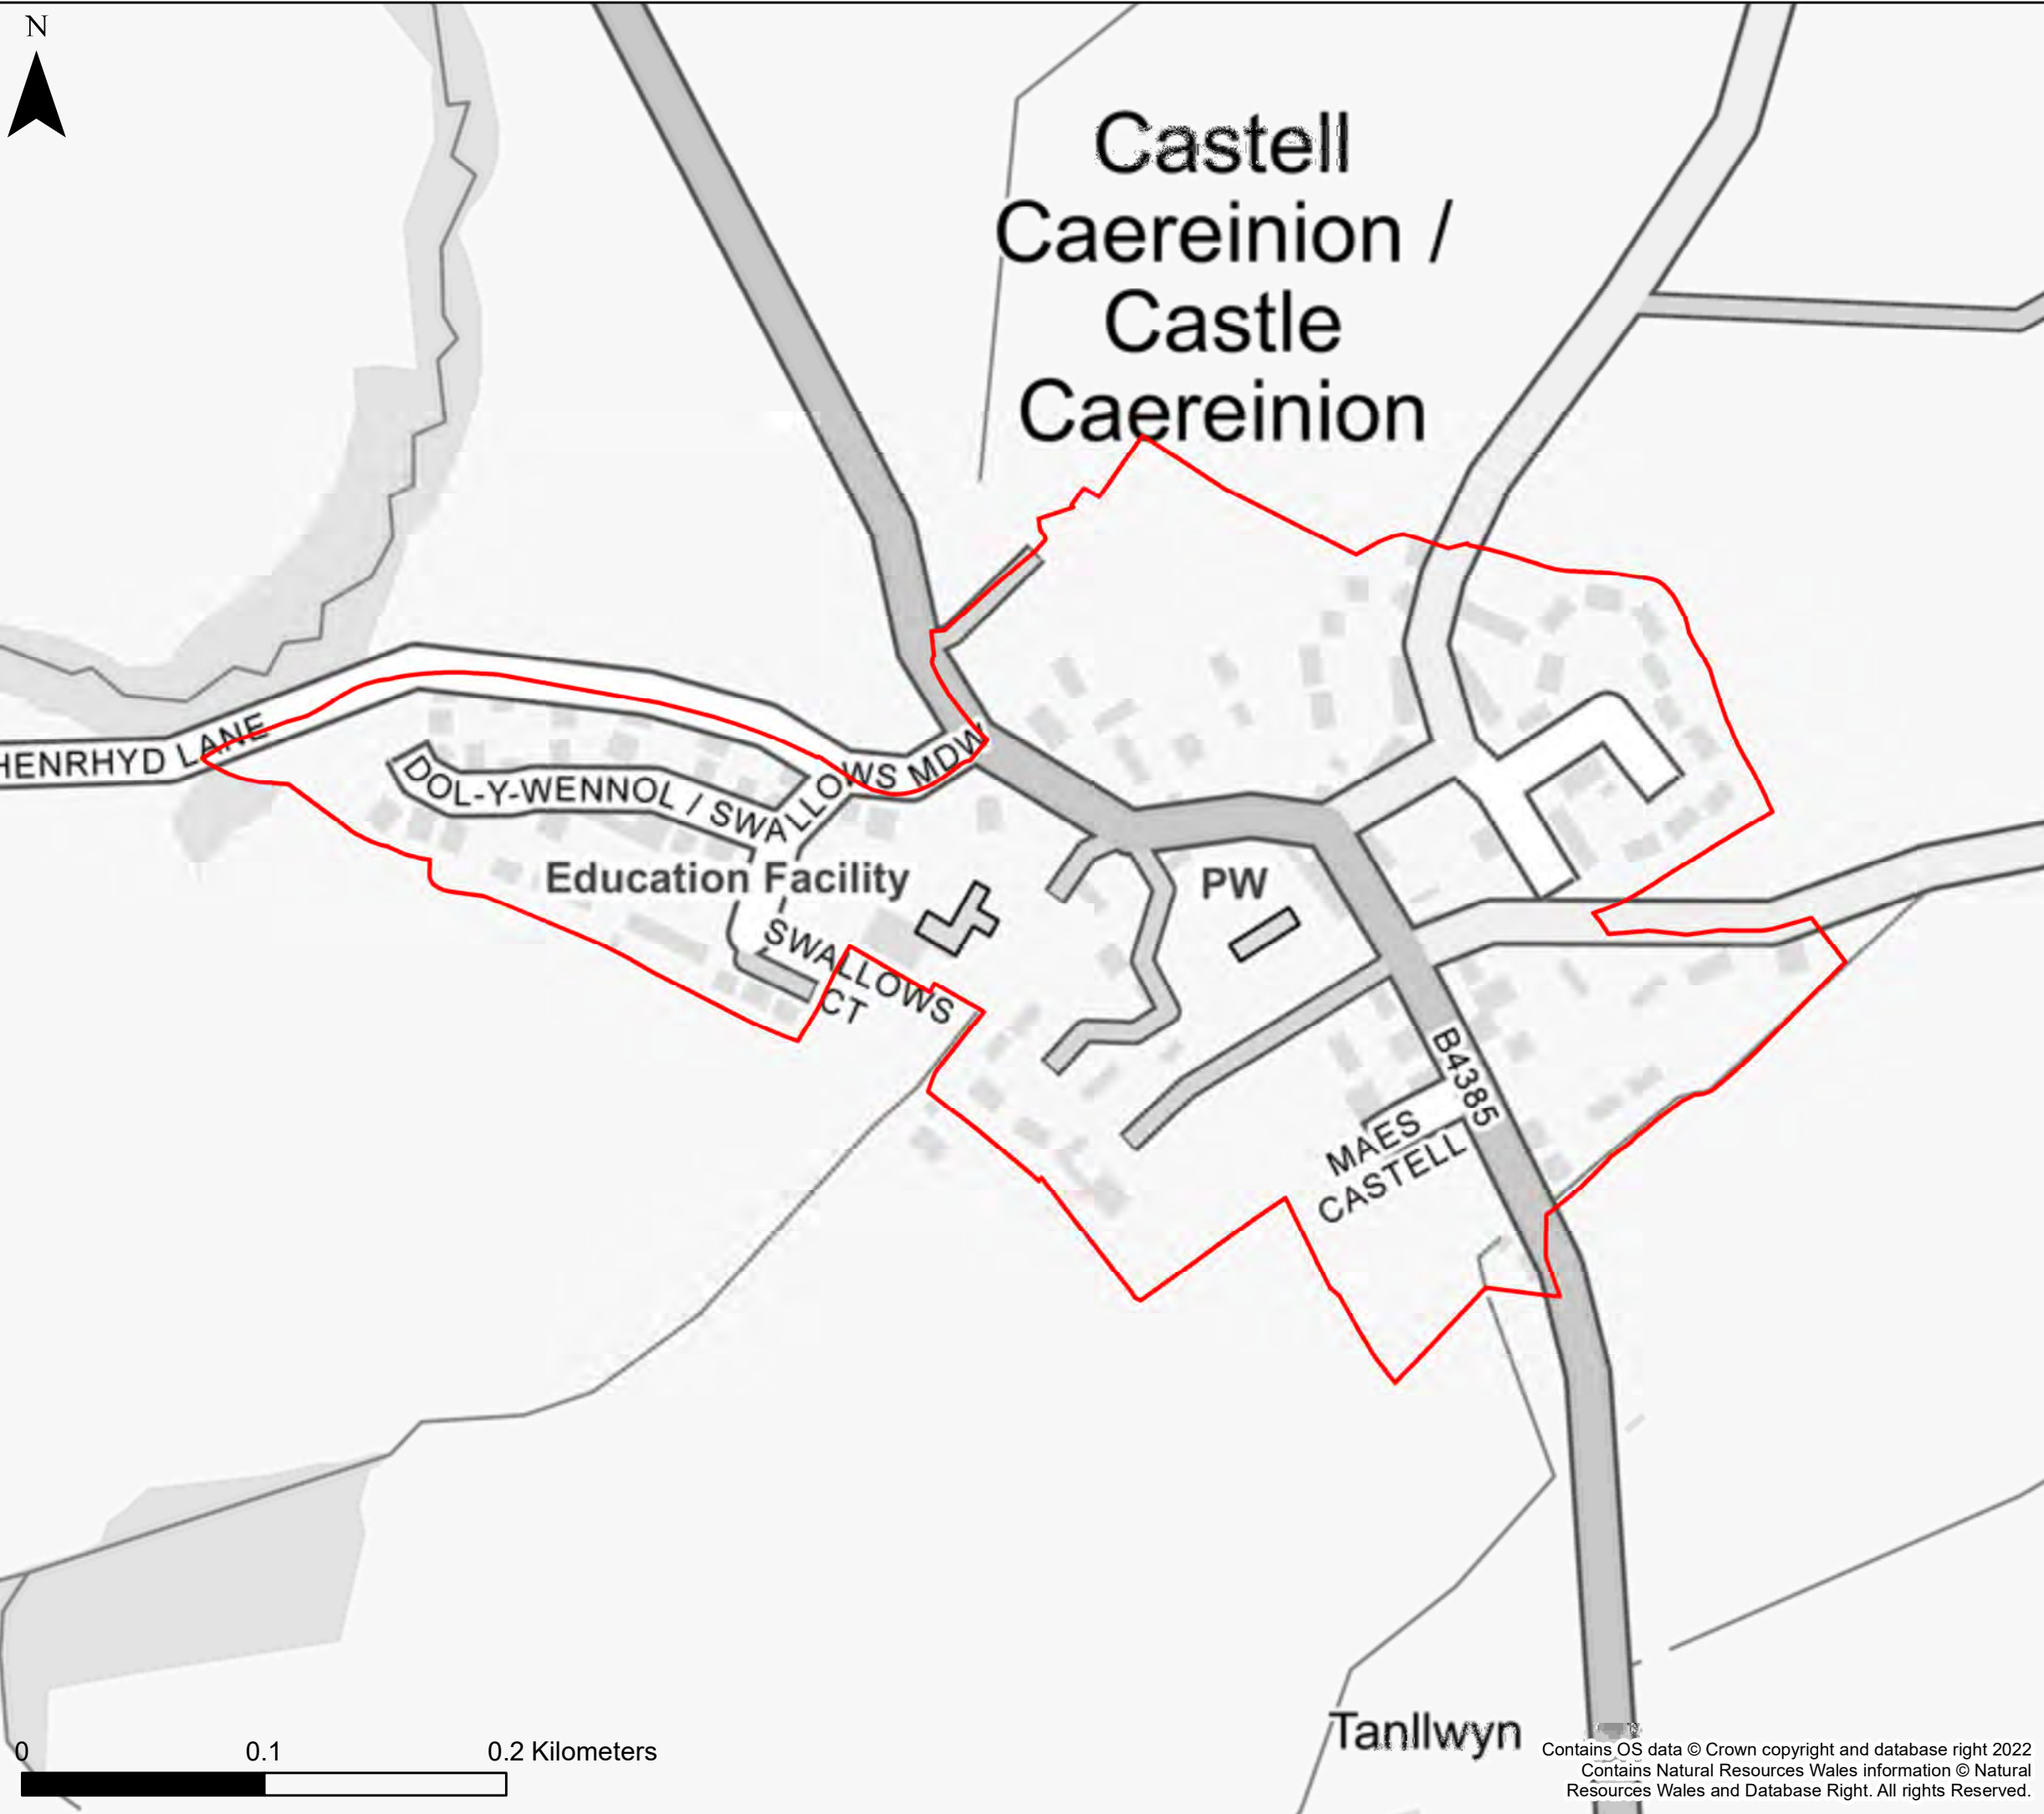 N
Castell
Caereinion /
Castle
Caereinion
HENRHYD LANE
DOL-Y-WENNOL / SWALLOWS MDW
Education Facility
PW
SWALLOWS
CT
B4385
MAES
CASTELL
Tanllwyn
0 0.1 0.2 Kilometers
Contains OS data © Crown copyright and database right 2022
Contains Natural Resources Wales information © Natural
Resources Wales and Database Right. All rights Reserved.